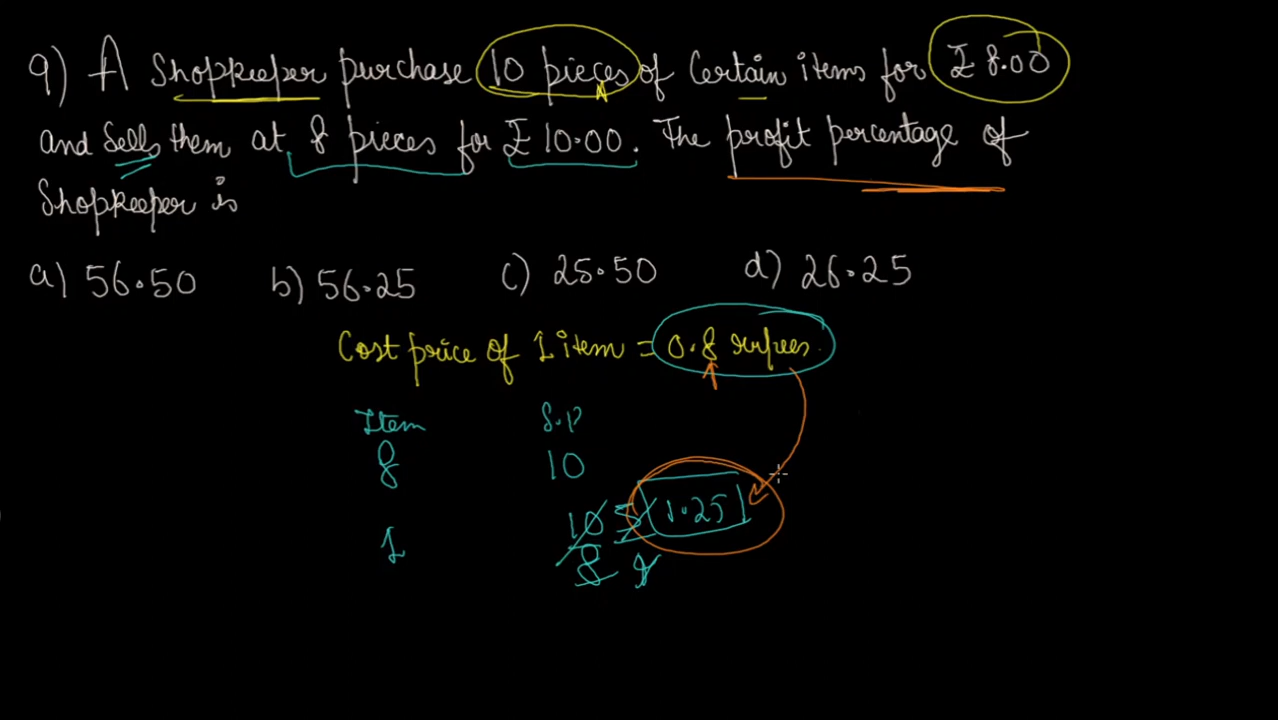 9) A Shopkeeper purchase 10 pieces of Certain items for ₹ 8.00
and Sells them at 8 pieces for ₹ 10.00. The profit percentage of
Shopkeeper is
a) 56.50 b) 56.25 c) 25.50 d) 26.25
Cost price of 1 item = 0.8 rupees.
Item S.P
8 10
1 10/8 5/4 1.25